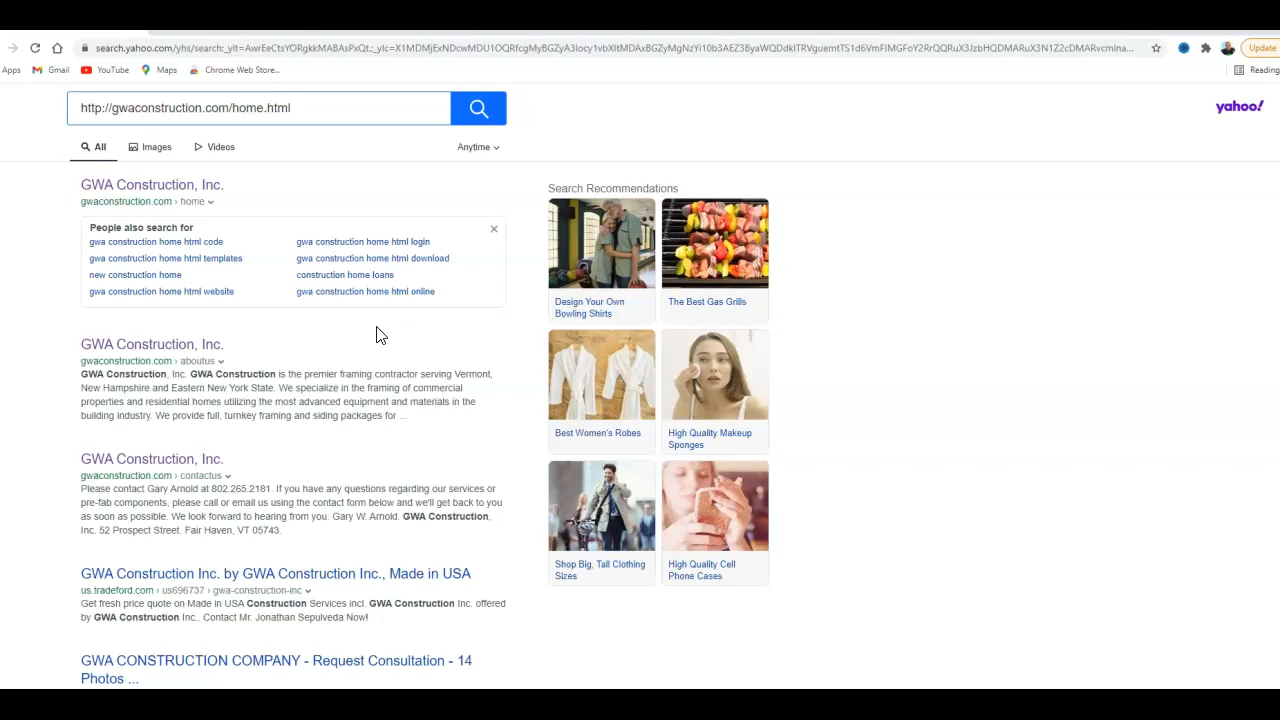 search.yahoo.com/yhs/search;_ylt=AwrEeCtsYORgkkMABAsPxQt.;_ylc=X1MDMjExNDcwMDU1OQRfcgMyBGZyA3locy1vbXItMDAxBGZyMgNzYi10b3AEZ3ByaWQDdklTRVguemtTS1d6VmFIMGFoY2RrQQRuX3JzbHQDMARuX3N1Z2cDMARvcmlna...
Update
Apps
Gmail
YouTube
Maps
Chrome Web Store...
Reading
http://gwaconstruction.com/home.html
yahoo!
All
Images
Videos
Anytime
GWA Construction, Inc.
gwaconstruction.com › home
People also search for
gwa construction home html code
gwa construction home html login
gwa construction home html templates
gwa construction home html download
new construction home
construction home loans
gwa construction home html website
gwa construction home html online
GWA Construction, Inc.
gwaconstruction.com › aboutus
GWA Construction, Inc. GWA Construction is the premier framing contractor serving Vermont,
New Hampshire and Eastern New York State. We specialize in the framing of commercial
properties and residential homes utilizing the most advanced equipment and materials in the
building industry. We provide full, turnkey framing and siding packages for ...
GWA Construction, Inc.
gwaconstruction.com › contactus
Please contact Gary Arnold at 802.265.2181. If you have any questions regarding our services or
pre-fab components, please call or email us using the contact form below and we'll get back to you
as soon as possible. We look forward to hearing from you. Gary W. Arnold. GWA Construction,
Inc. 52 Prospect Street. Fair Haven, VT 05743.
GWA Construction Inc. by GWA Construction Inc., Made in USA
us.tradeford.com › us696737 › gwa-construction-inc
Get fresh price quote on Made in USA Construction Services incl. GWA Construction Inc. offered
by GWA Construction Inc.. Contact Mr. Jonathan Sepulveda Now!
GWA CONSTRUCTION COMPANY - Request Consultation - 14
Photos ...
Search Recommendations
Design Your Own
Bowling Shirts
The Best Gas Grills
Best Women's Robes
High Quality Makeup
Sponges
Shop Big, Tall Clothing
Sizes
High Quality Cell
Phone Cases